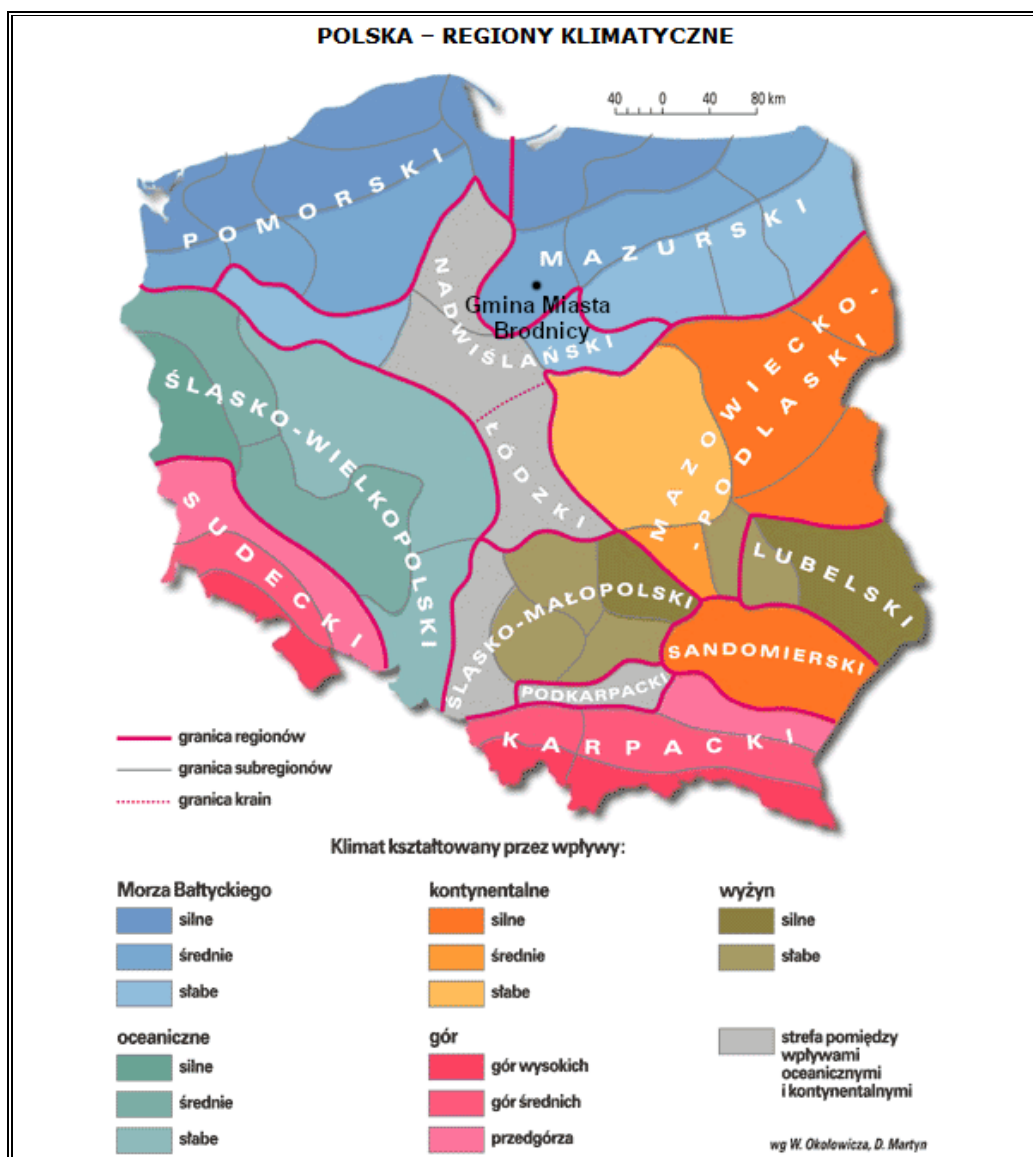 POLSKA – REGIONY KLIMATYCZNE
40 0 40 80 km
POMORSKI
MAZURSKI
NADWIŚLAŃSKI
Gmina Miasta
Brodnicy
MAZOWIECKO-
-PODLASKI
ŚLĄSKO-WIELKOPOLSKI
ŁÓDZKI
SUDECKI
LUBELSKI
ŚLĄSKO-MAŁOPOLSKI
SANDOMIERSKI
PODKARPACKI
KARPACKI
granica regionów
granica subregionów
granica krain
Klimat kształtowany przez wpływy:
Morza Bałtyckiego
silne
średnie
słabe
kontynentalne
silne
średnie
słabe
wyżyn
silne
słabe
oceaniczne
silne
średnie
słabe
gór
gór wysokich
gór średnich
przedgórza
strefa pomiędzy
wpływami
oceanicznymi
i kontynentalnymi
wg W. Okołowicza, D. Martyn